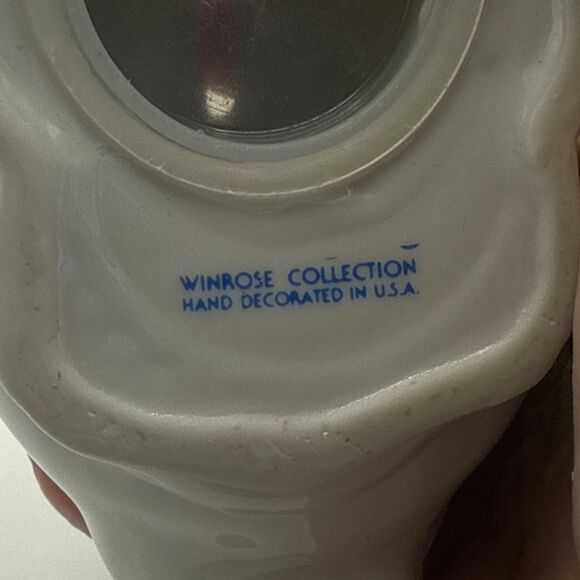 WINROSE COLLECTION
HAND DECORATED IN U.S.A.